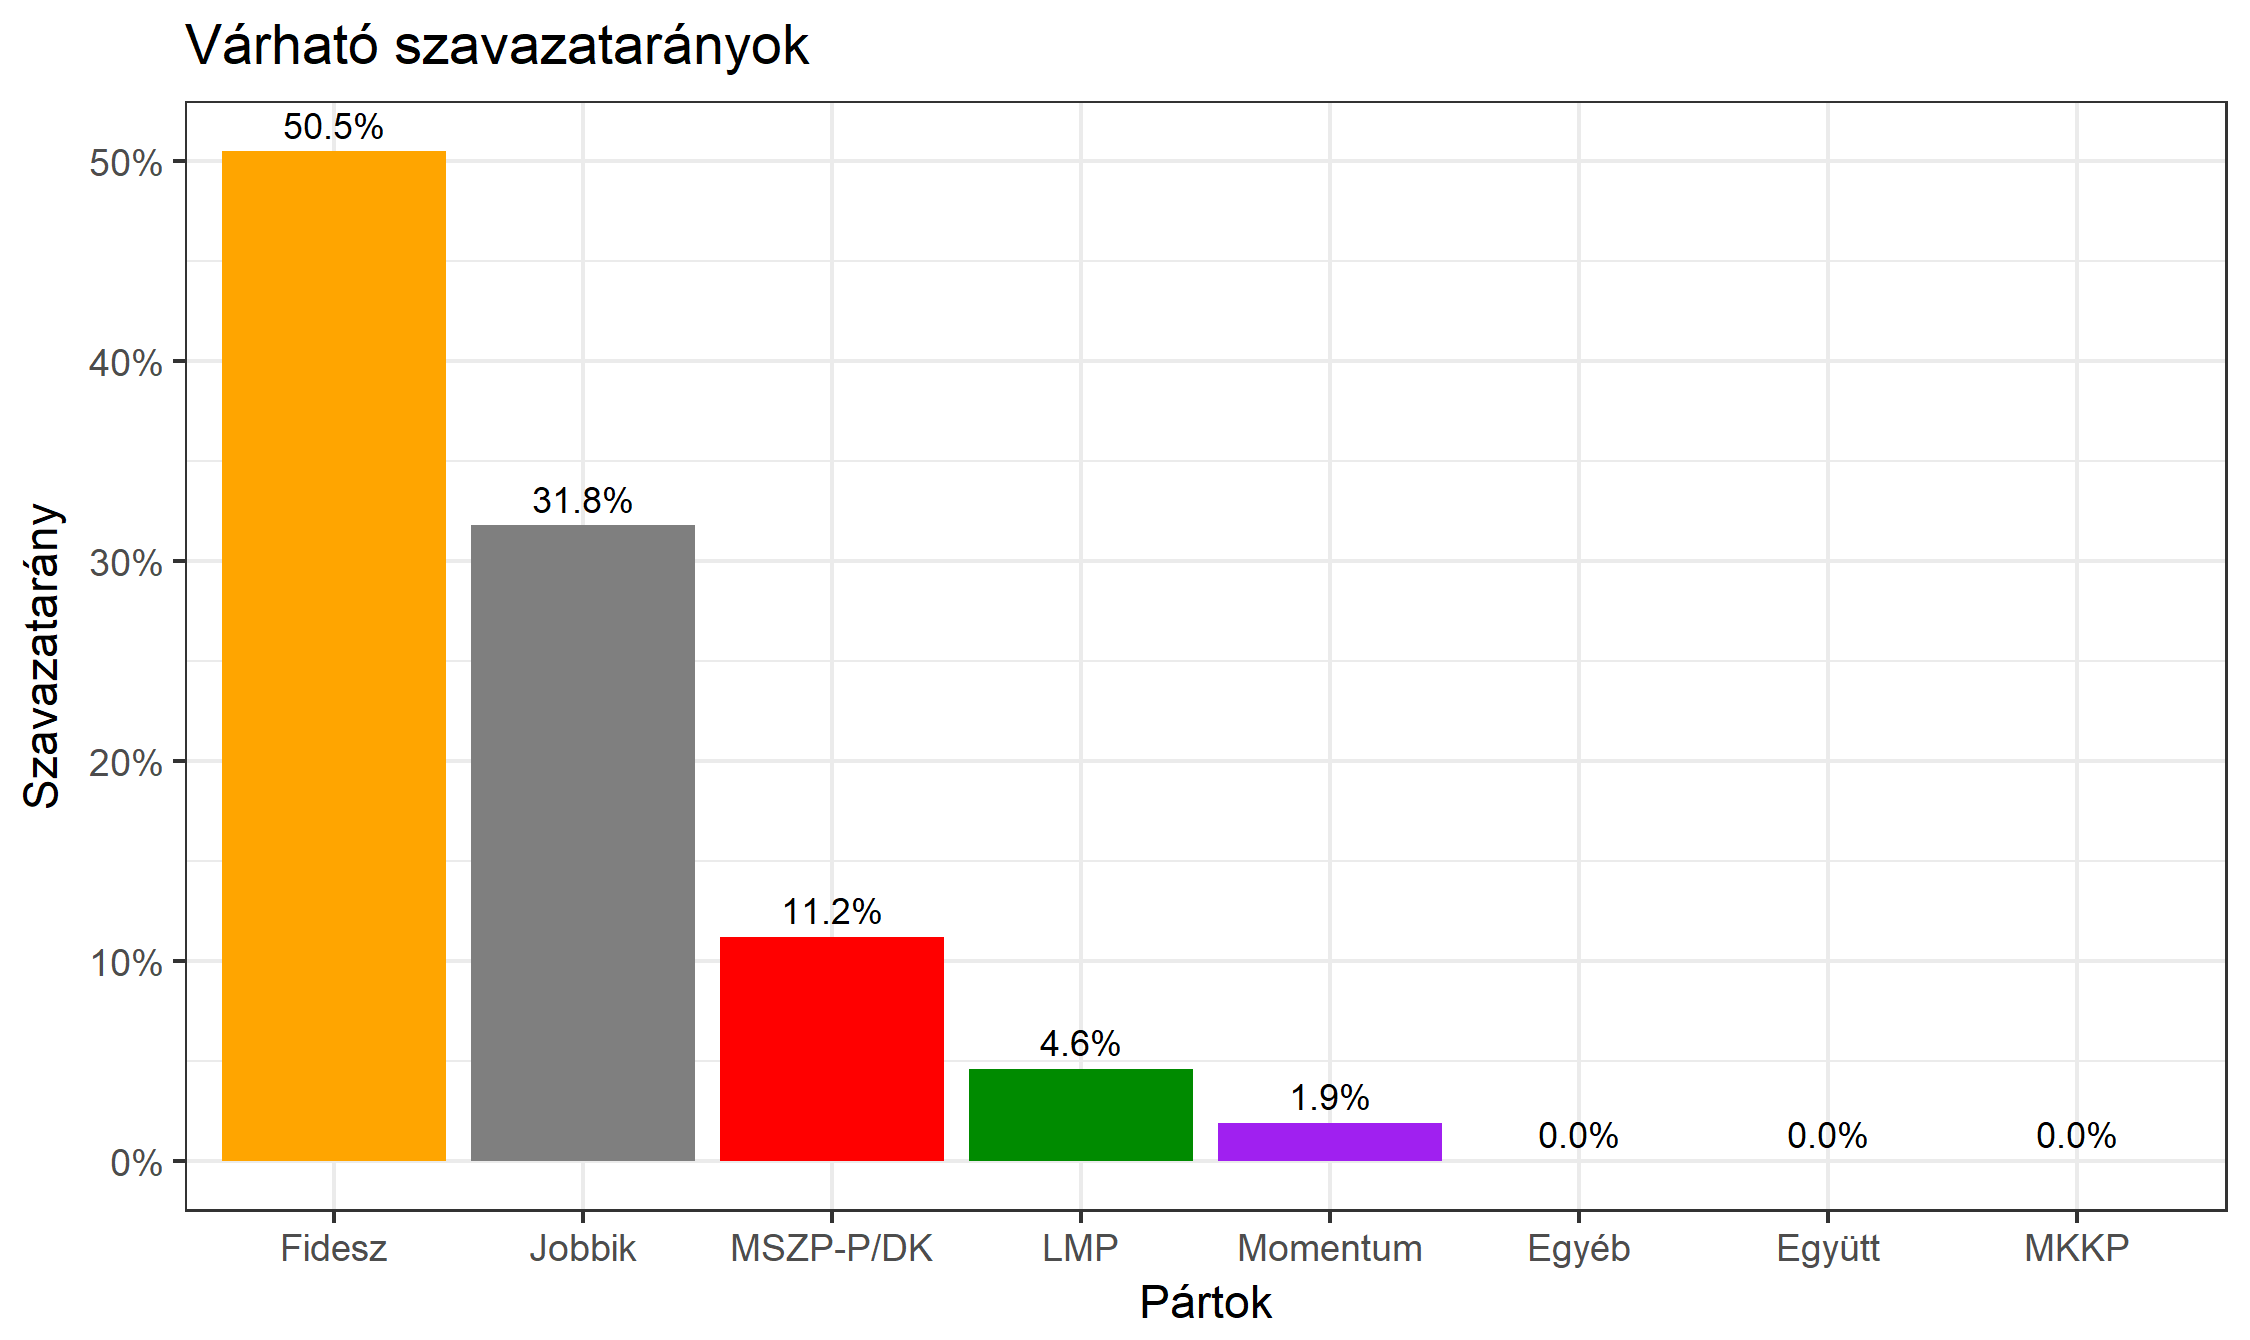 Várható szavazatarányok
Szavazatarány
50%
40%
30%
20%
10%
0%
50.5%
31.8%
11.2%
4.6%
1.9%
0.0%
0.0%
0.0%
Fidesz
Jobbik
MSZP-P/DK
LMP
Momentum
Egyéb
Együtt
MKKP
Pártok